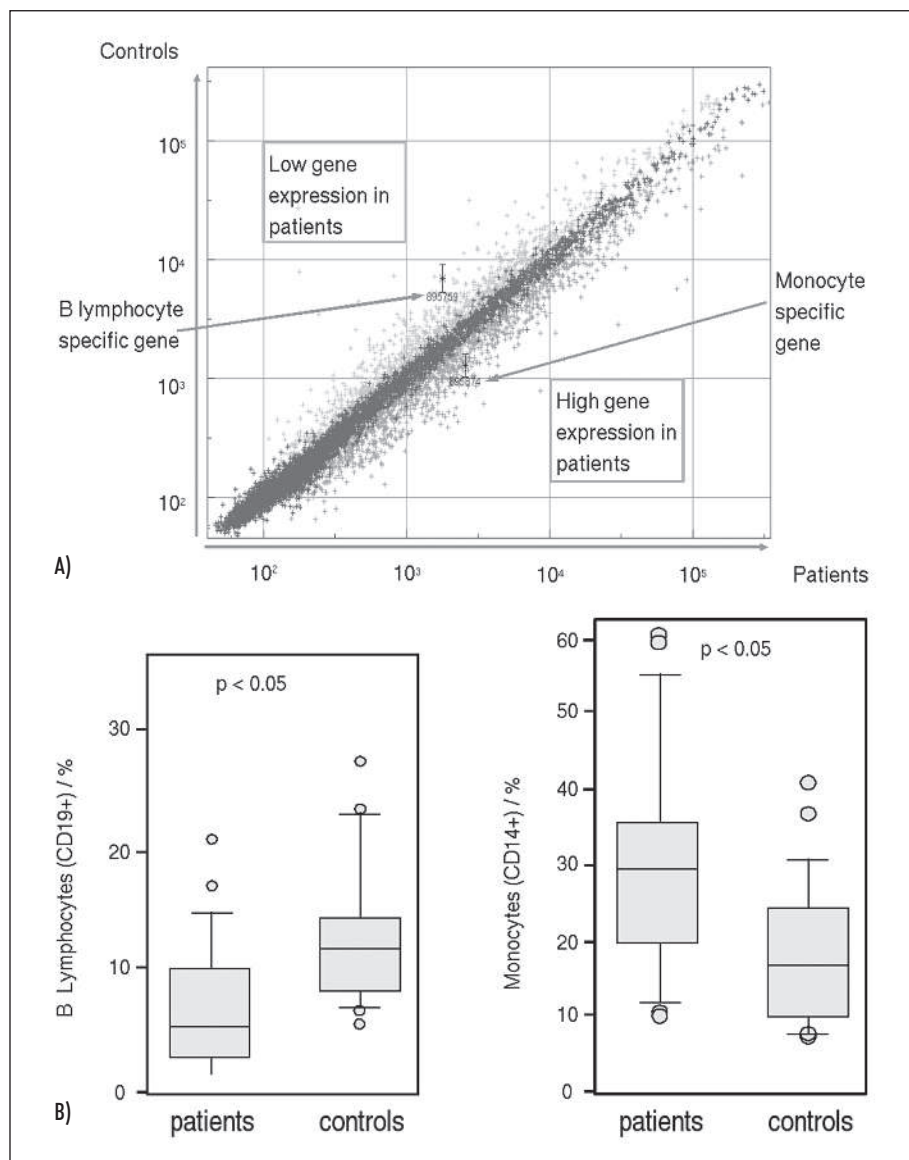 Controls
10⁵
Low gene
expression in
patients
10⁴
895759
B lymphocyte
specific gene
Monocyte
specific
gene
10³
High gene
expression in
patients
10²
A)
10²
10³
10⁴
10⁵
Patients
p < 0.05
30
20
10
0
B Lymphocytes (CD19+) / %
patients
controls
p < 0.05
60
50
40
30
20
10
0
Monocytes (CD14+) / %
patients
controls
B)